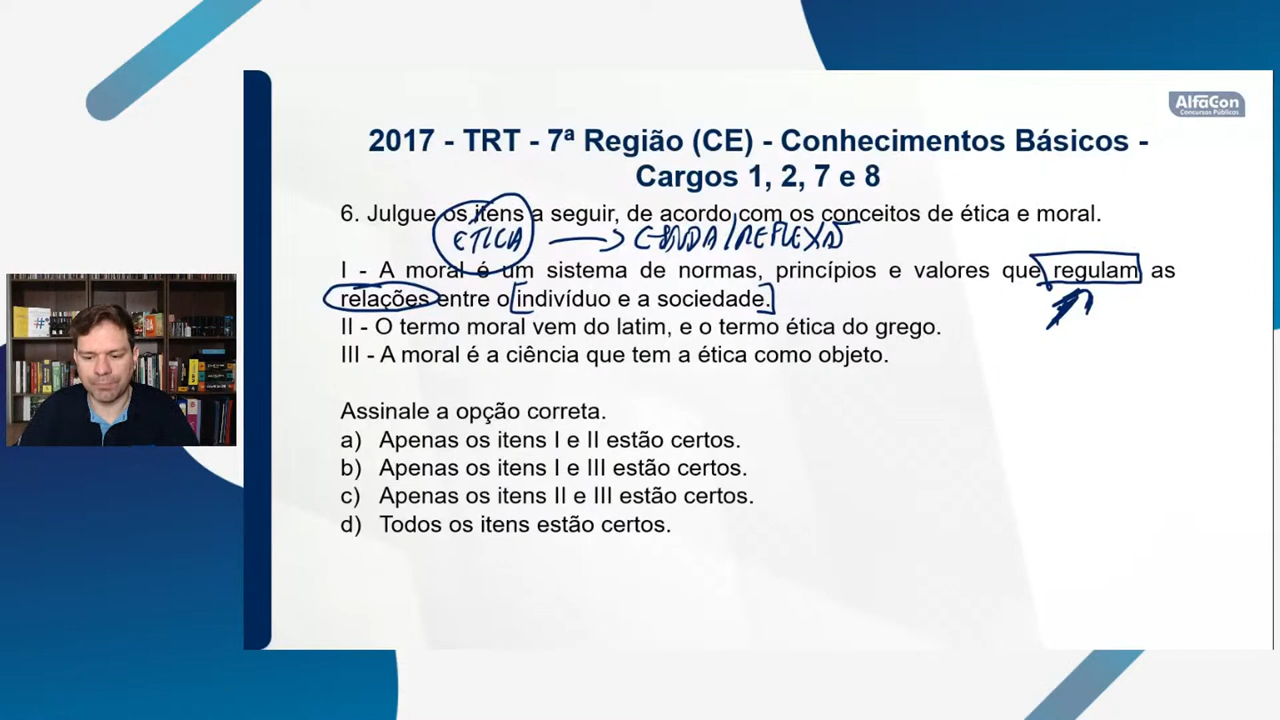 AlfaCon
Concursos Públicos
2017 - TRT - 7ª Região (CE) - Conhecimentos Básicos -
Cargos 1, 2, 7 e 8
6. Julgue os itens a seguir, de acordo com os conceitos de ética e moral.
ÉTICA
I - A moral é um sistema de normas, princípios e valores que regulam as
relações entre o indivíduo e a sociedade.
II - O termo moral vem do latim, e o termo ética do grego.
III - A moral é a ciência que tem a ética como objeto.
Assinale a opção correta.
a) Apenas os itens I e II estão certos.
b) Apenas os itens I e III estão certos.
c) Apenas os itens II e III estão certos.
d) Todos os itens estão certos.